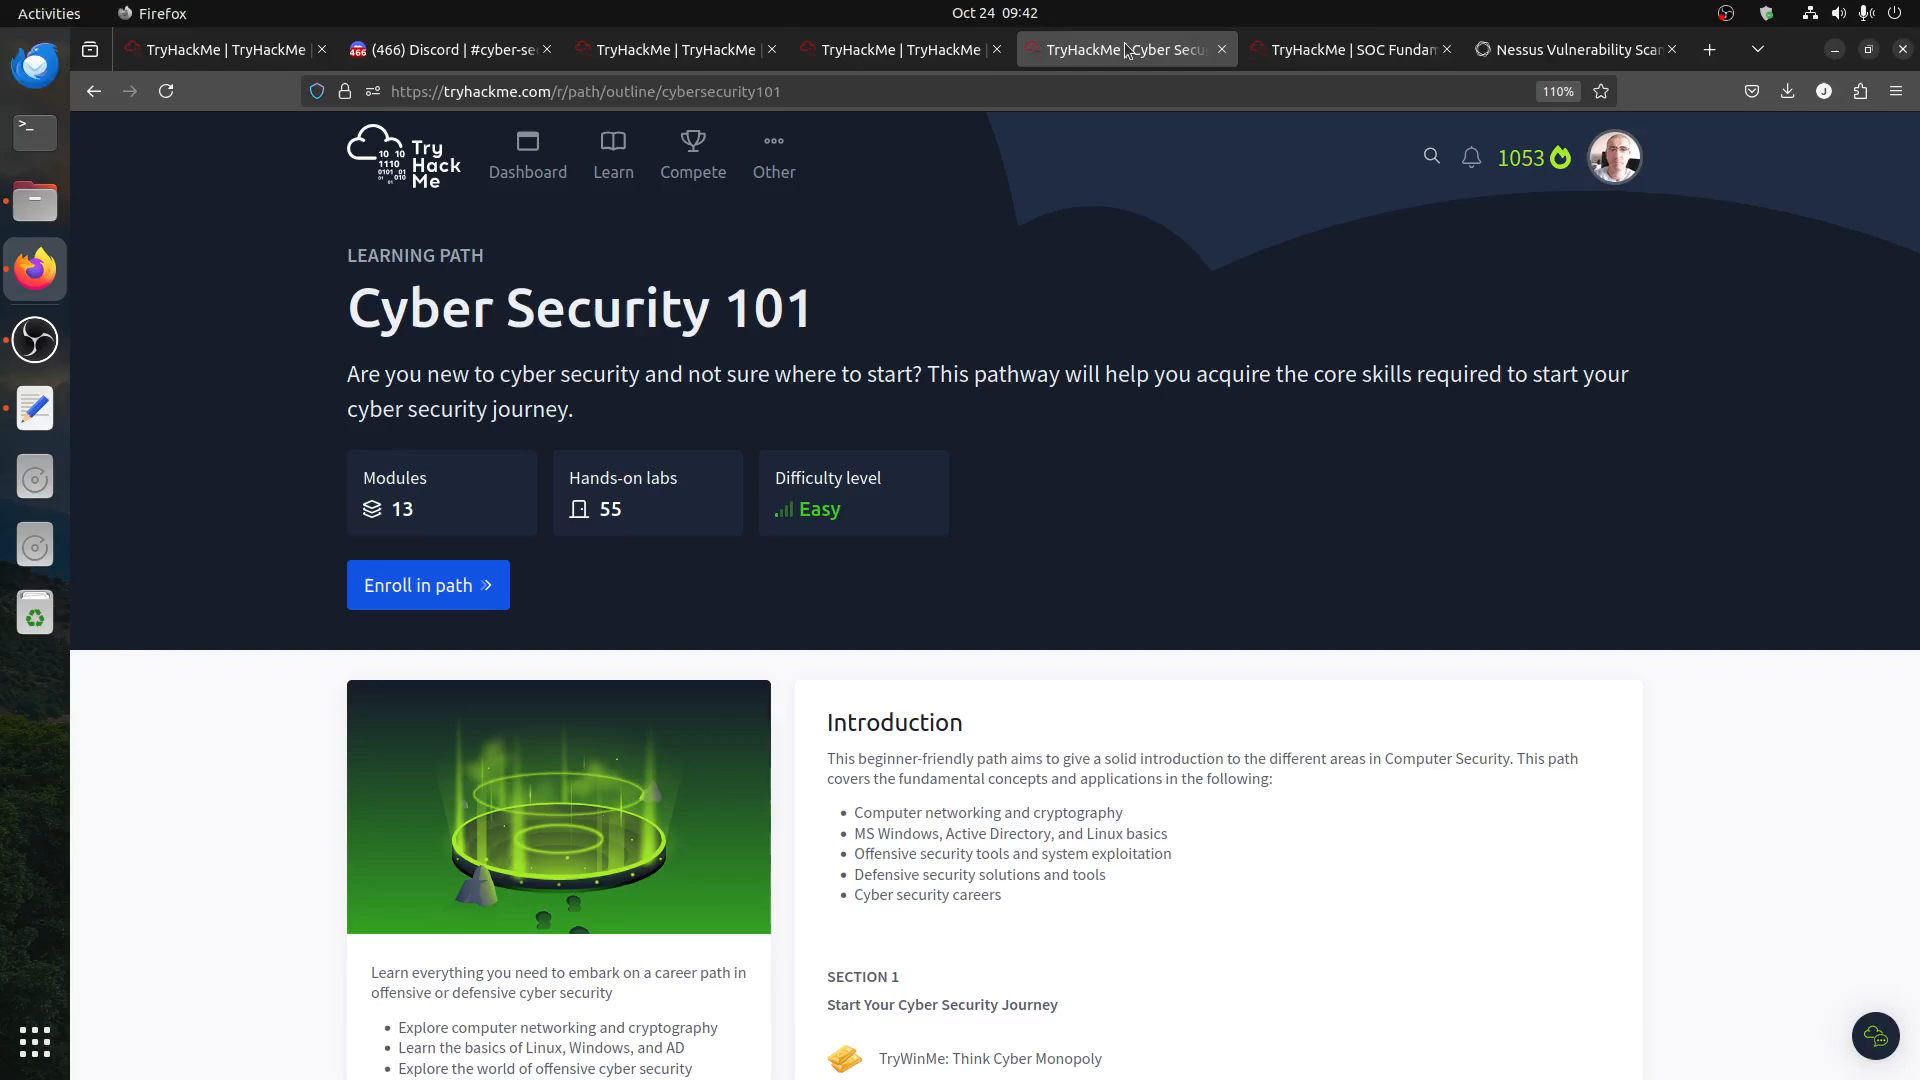 Activities
Firefox
Oct 24 09:42
TryHackMe | TryHackMe
(466) Discord | #cyber-se
TryHackMe | TryHackMe
TryHackMe | TryHackMe
TryHackMe | Cyber Secu
TryHackMe | SOC Fundam
Nessus Vulnerability Scan
https://tryhackme.com/r/path/outline/cybersecurity101
110%
Try
Hack
Me
Dashboard
Learn
Compete
Other
1053
LEARNING PATH
Cyber Security 101
Are you new to cyber security and not sure where to start? This pathway will help you acquire the core skills required to start your
cyber security journey.
Modules
13
Hands-on labs
55
Difficulty level
Easy
Enroll in path
Learn everything you need to embark on a career path in
offensive or defensive cyber security
• Explore computer networking and cryptography
• Learn the basics of Linux, Windows, and AD
• Explore the world of offensive cyber security
Introduction
This beginner-friendly path aims to give a solid introduction to the different areas in Computer Security. This path
covers the fundamental concepts and applications in the following:
• Computer networking and cryptography
• MS Windows, Active Directory, and Linux basics
• Offensive security tools and system exploitation
• Defensive security solutions and tools
• Cyber security careers
SECTION 1
Start Your Cyber Security Journey
TryWinMe: Think Cyber Monopoly